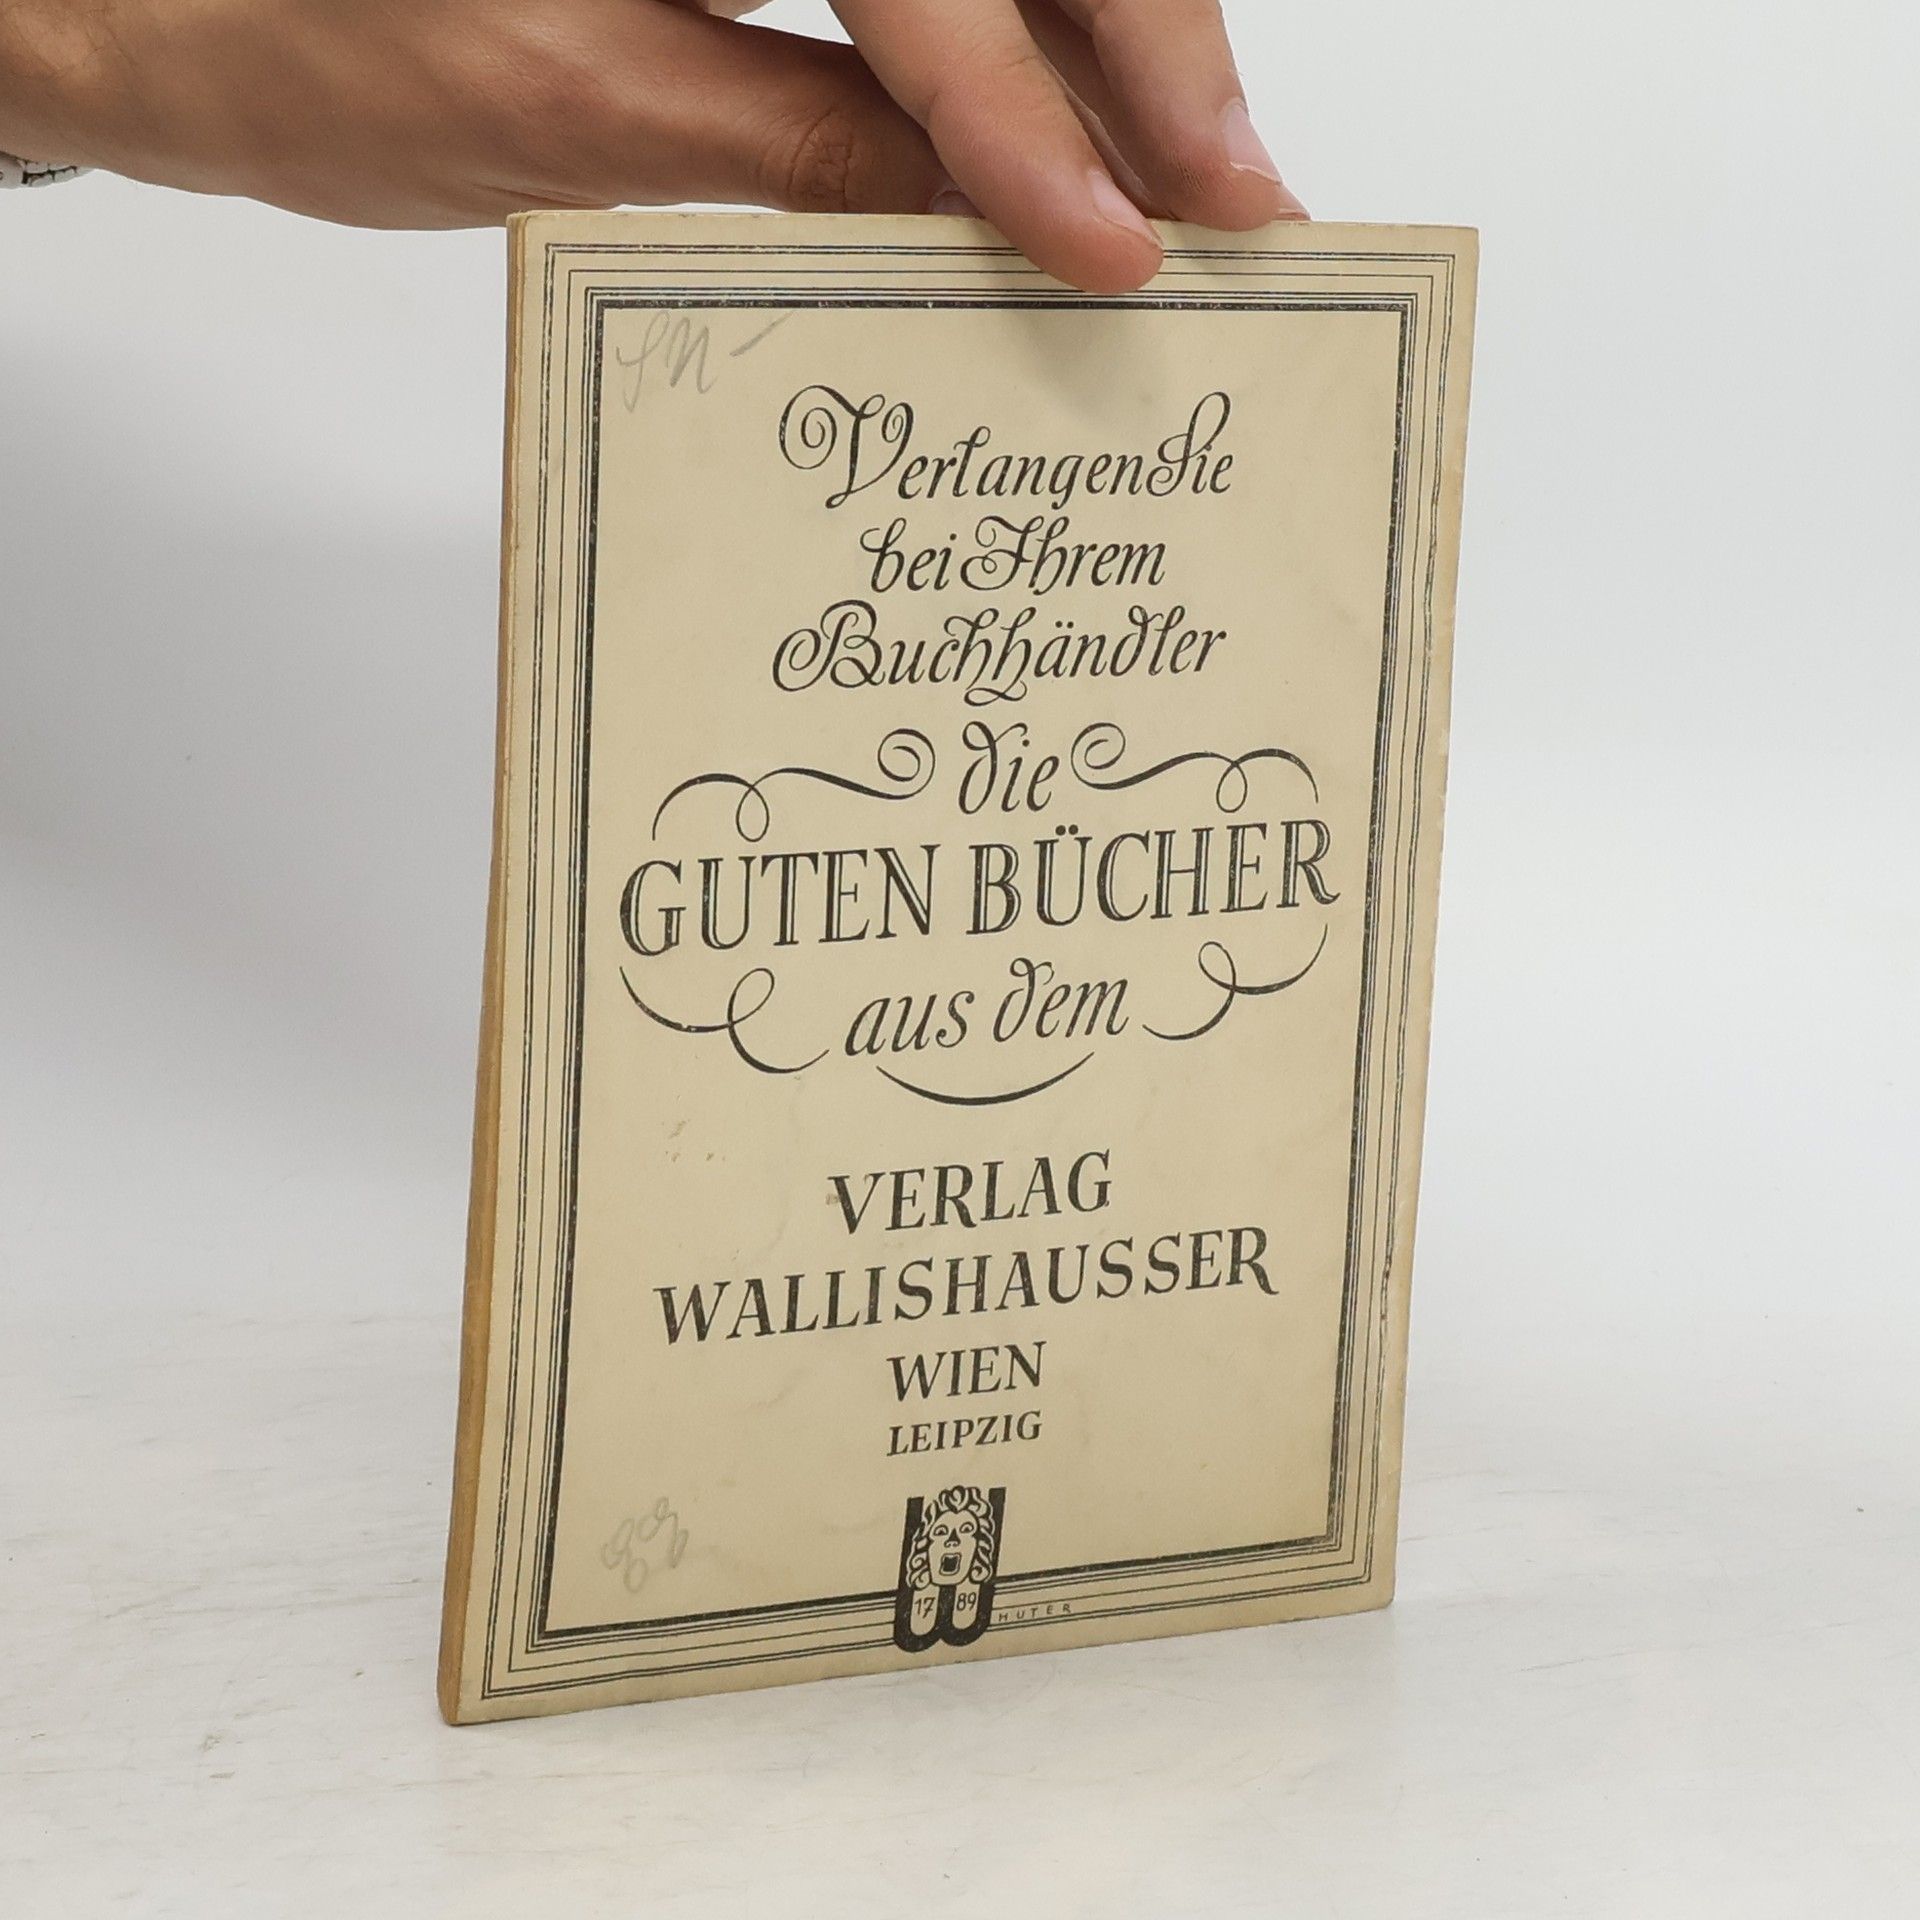 Verlangen Sie
bei Ihrem
Buchhändler
die
GUTEN BÜCHER
aus dem
VERLAG
WALLISHAUSSER
WIEN
LEIPZIG
17 89
HUTER